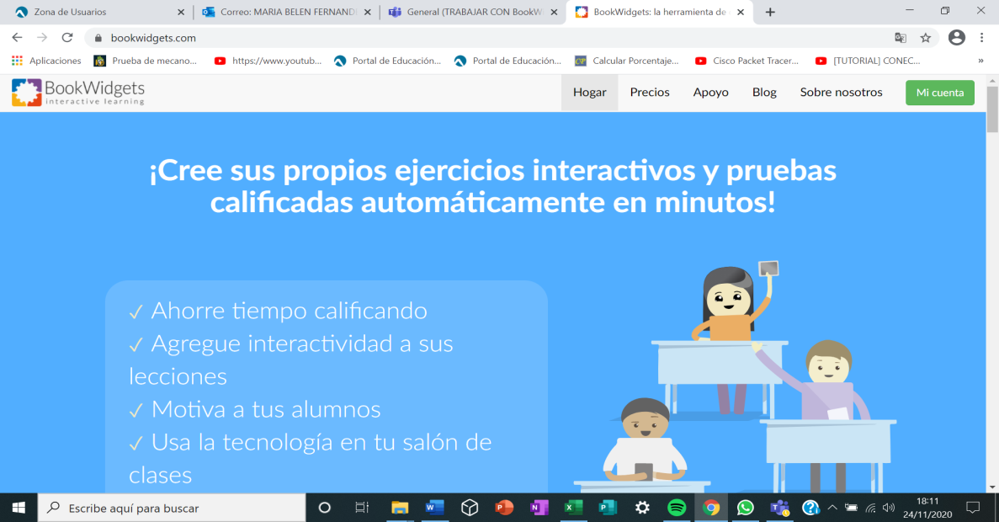 Zona de Usuarios
Correo: MARIA BELEN FERNAND
General (TRABAJAR CON BookW
BookWidgets: la herramienta de
bookwidgets.com
Aplicaciones
Prueba de mecano...
https://www.youtub...
Portal de Educación...
Portal de Educación...
Calcular Porcentaje...
Cisco Packet Tracer...
[TUTORIAL] CONEC...
BookWidgets
interactive learning
Hogar
Precios
Apoyo
Blog
Sobre nosotros
Mi cuenta
¡Cree sus propios ejercicios interactivos y pruebas
calificadas automáticamente en minutos!
✓ Ahorre tiempo calificando
✓ Agregue interactividad a sus
lecciones
✓ Motiva a tus alumnos
✓ Usa la tecnología en tu salón de
clases
Escribe aquí para buscar
18:11
24/11/2020